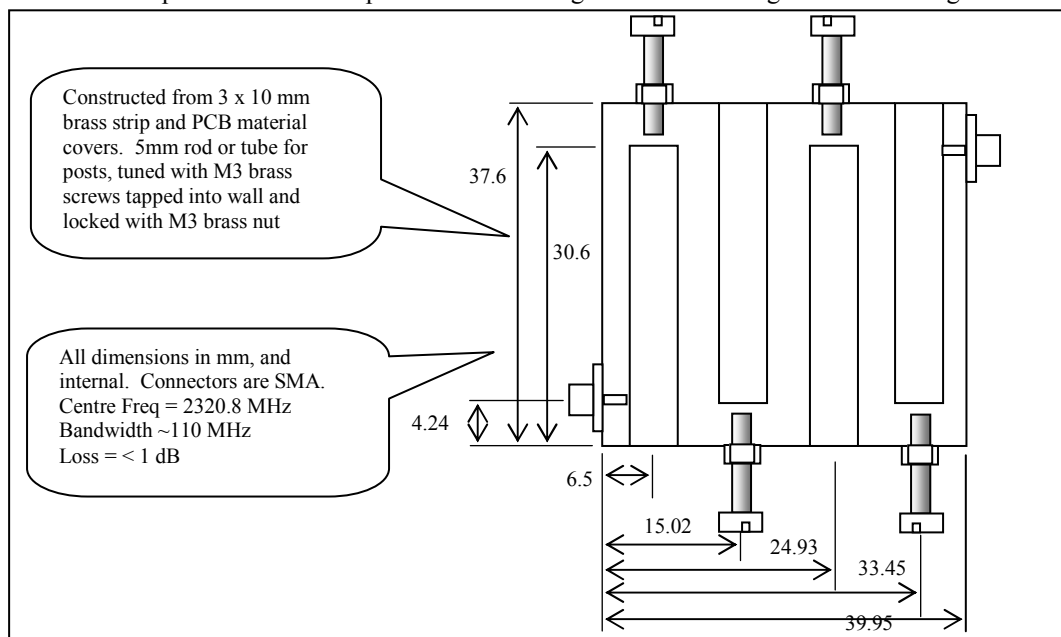 Constructed from 3 x 10 mm
brass strip and PCB material
covers. 5mm rod or tube for
posts, tuned with M3 brass
screws tapped into wall and
locked with M3 brass nut
37.6
30.6
All dimensions in mm, and
internal. Connectors are SMA.
Centre Freq = 2320.8 MHz
Bandwidth ~110 MHz
Loss = < 1 dB
4.24
6.5
15.02
24.93
33.45
39.95